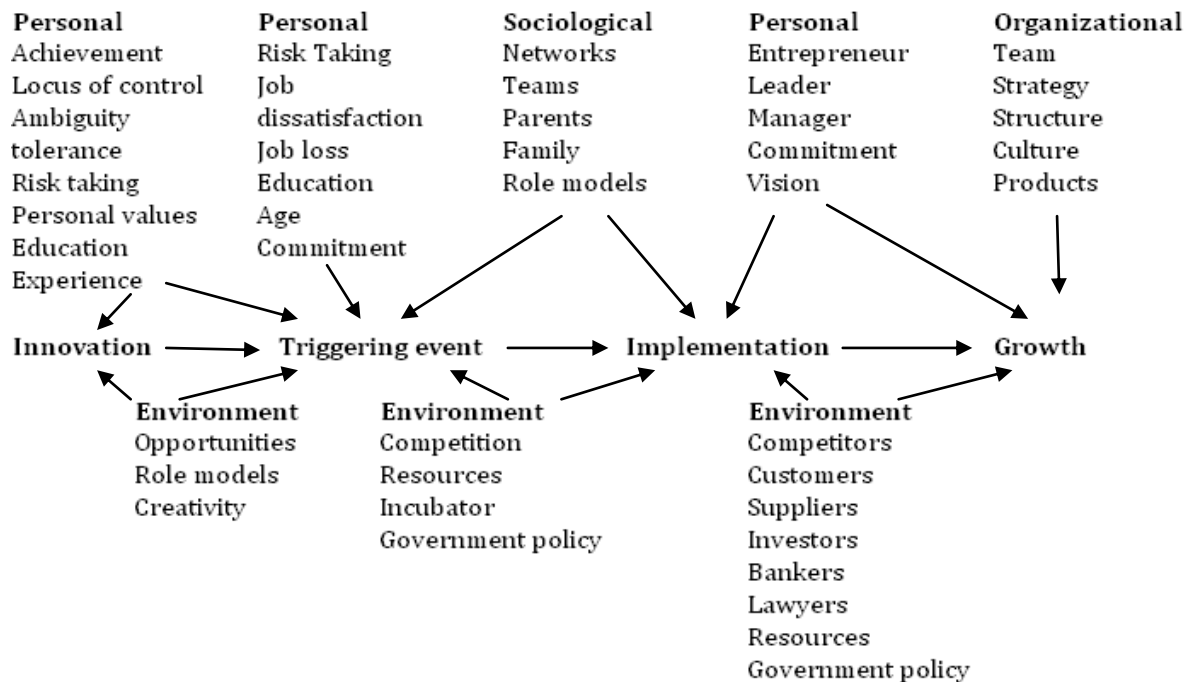 Personal
Achievement
Locus of control
Ambiguity
tolerance
Risk taking
Personal values
Education
Experience
Personal
Risk Taking
Job
dissatisfaction
Job loss
Education
Age
Commitment
Sociological
Networks
Teams
Parents
Family
Role models
Personal
Entrepreneur
Leader
Manager
Commitment
Vision
Organizational
Team
Strategy
Structure
Culture
Products
Innovation
Triggering event
Implementation
Growth
Environment
Opportunities
Role models
Creativity
Environment
Competition
Resources
Incubator
Government policy
Environment
Competitors
Customers
Suppliers
Investors
Bankers
Lawyers
Resources
Government policy